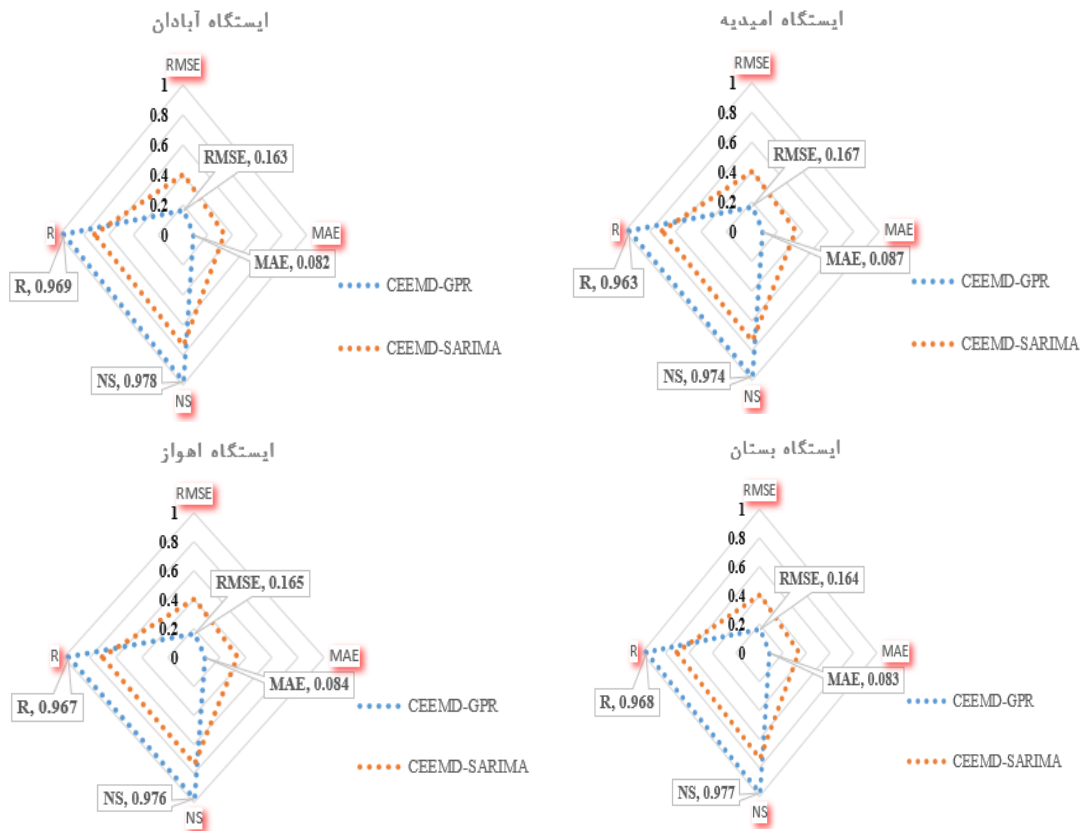 ایستگاه آبادان
RMSE
1
0.8
0.6
0.4
0.2
0
RMSE, 0.163
MAE
MAE, 0.082
R
R, 0.969
NS, 0.978
NS
CEEMD-GPR
CEEMD-SARIMA
ایستگاه امیدیه
RMSE
1
0.8
0.6
0.4
0.2
0
RMSE, 0.167
MAE
MAE, 0.087
R
R, 0.963
NS, 0.974
NS
CEEMD-GPR
CEEMD-SARIMA
ایستگاه اهواز
RMSE
1
0.8
0.6
0.4
0.2
0
RMSE, 0.165
MAE
MAE, 0.084
R
R, 0.967
NS, 0.976
NS
CEEMD-GPR
CEEMD-SARIMA
ایستگاه بستان
RMSE
1
0.8
0.6
0.4
0.2
0
RMSE, 0.164
MAE
MAE, 0.083
R
R, 0.968
NS, 0.977
NS
CEEMD-GPR
CEEMD-SARIMA